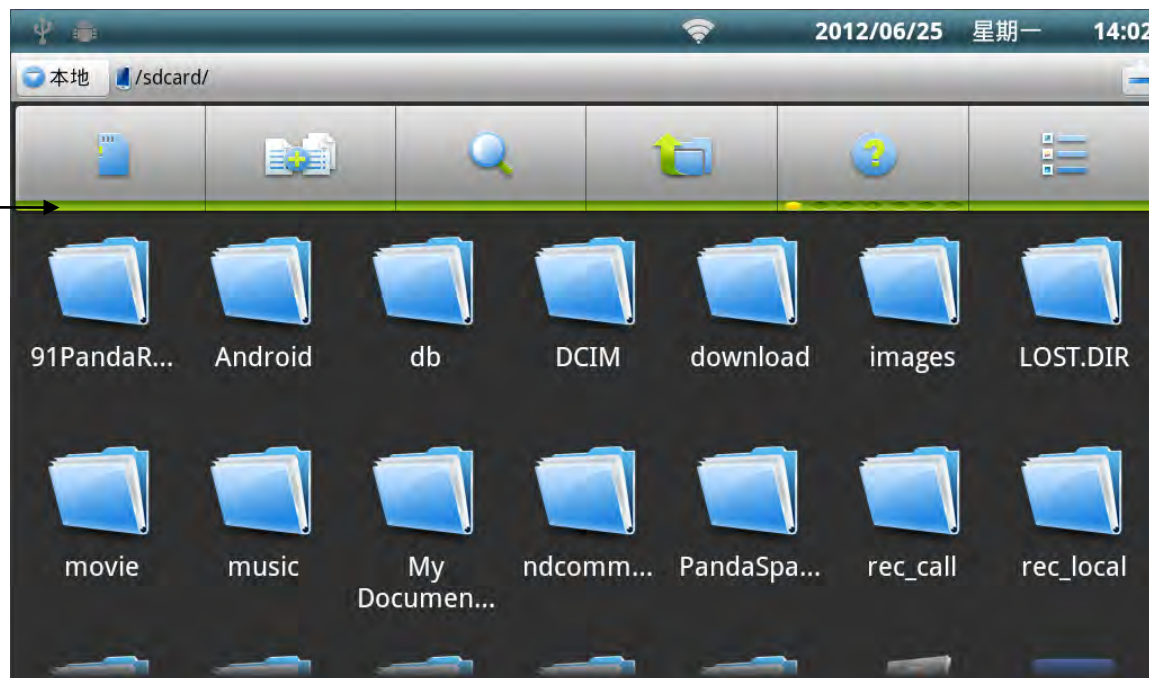 2012/06/25 星期一 14:02
本地 /sdcard/
91PandaR... Android db DCIM download images LOST.DIR
movie music My Documen... ndcomm... PandaSpa... rec_call rec_local